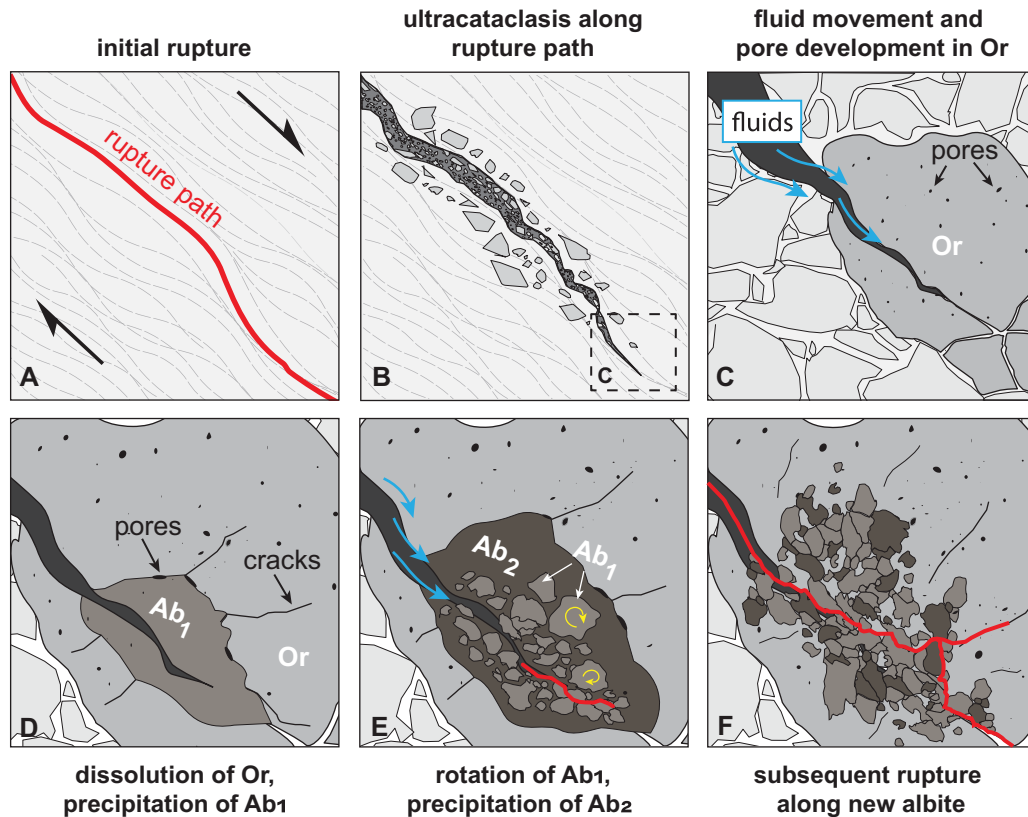 initial rupture
ultracataclasis along
rupture path
fluid movement and
pore development in Or
rupture path
A
B
C
fluids
pores
Or
C
pores
cracks
Ab₁
Or
D
Ab₂
Ab₁
E
F
dissolution of Or,
precipitation of Ab₁
rotation of Ab₁,
precipitation of Ab₂
subsequent rupture
along new albite